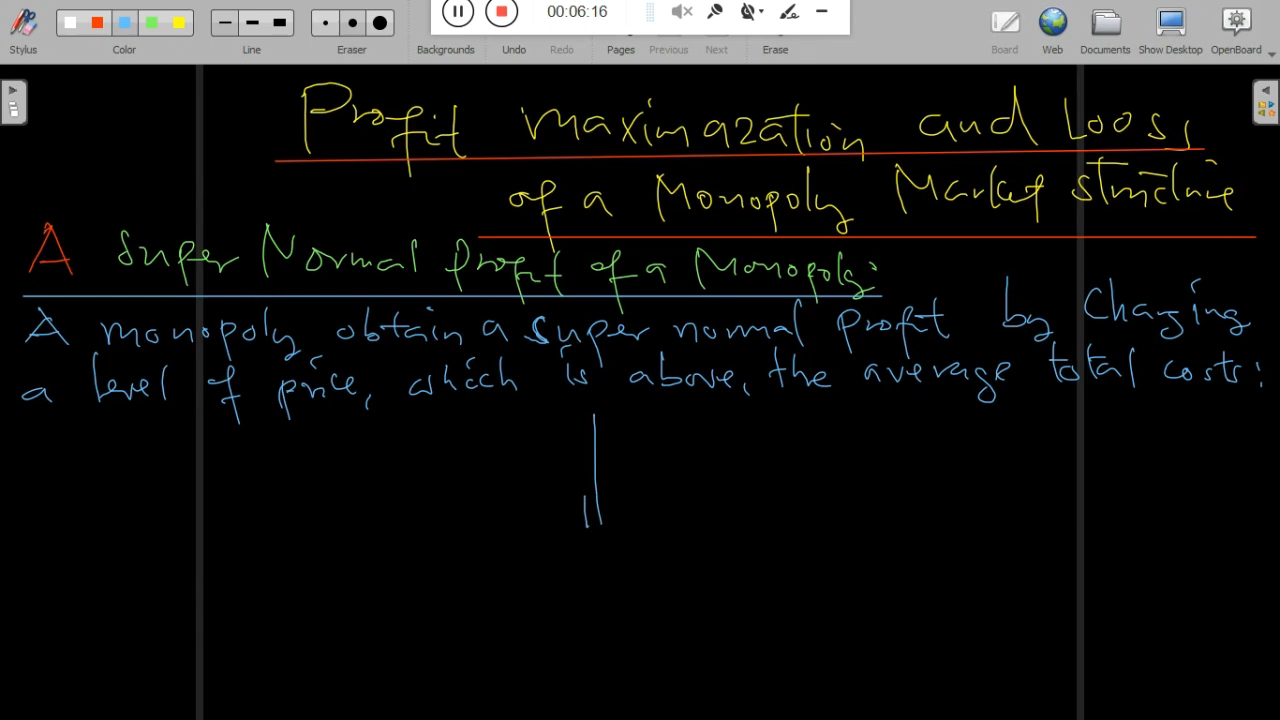 00:06:16
Stylus Color Line Eraser Backgrounds Undo Redo Pages Previous Next Erase Board Web Documents Show Desktop OpenBoard
Profit maximazation and Looss
of a Monopoly Market structure
A Super Normal Profit of a Monopoly:
A monopoly obtain a super normal Profit by Charging
a level of price, which is above, the average total costs: